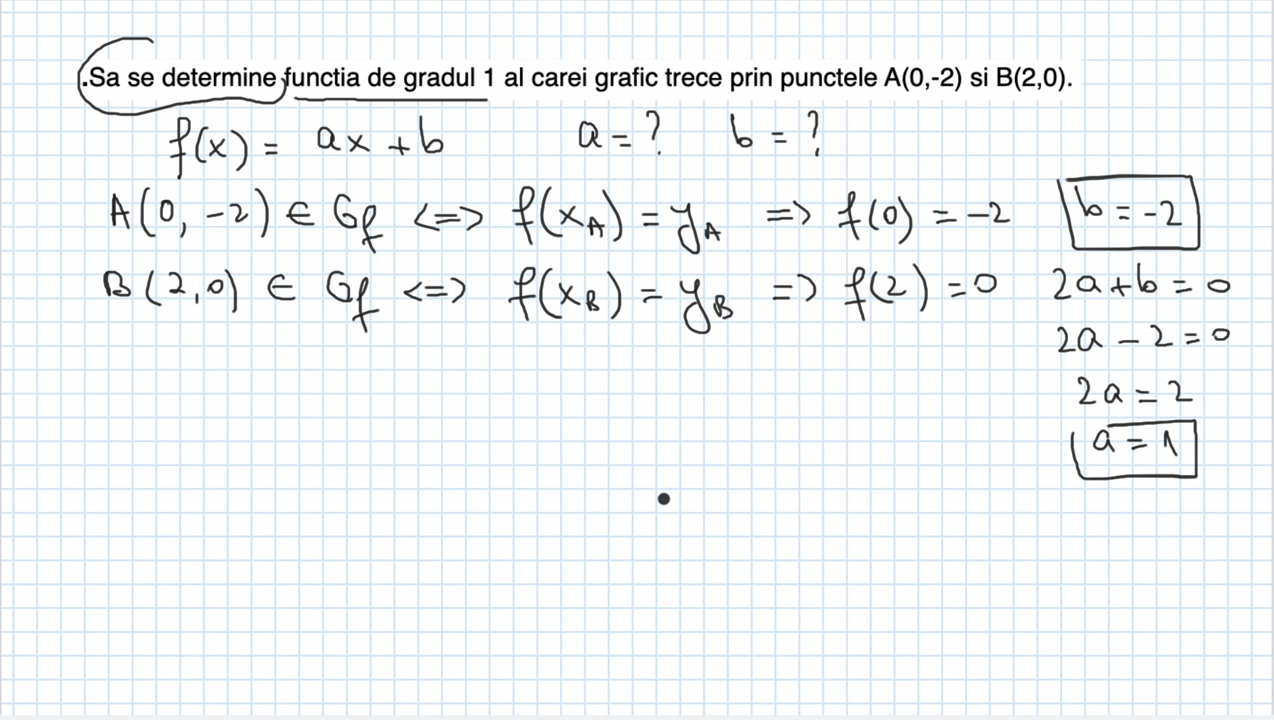 .Sa se determine functia de gradul 1 al carei grafic trece prin punctele A(0,-2) si B(2,0).
f(x) = ax + b a = ? b = ?
A(0, -2) ∈ Gf <=> f(xA) = yA => f(0) = -2 b = -2
B(2,0) ∈ Gf <=> f(xB) = yB => f(2) = 0 2a + b = 0
2a - 2 = 0
2a = 2
a = 1